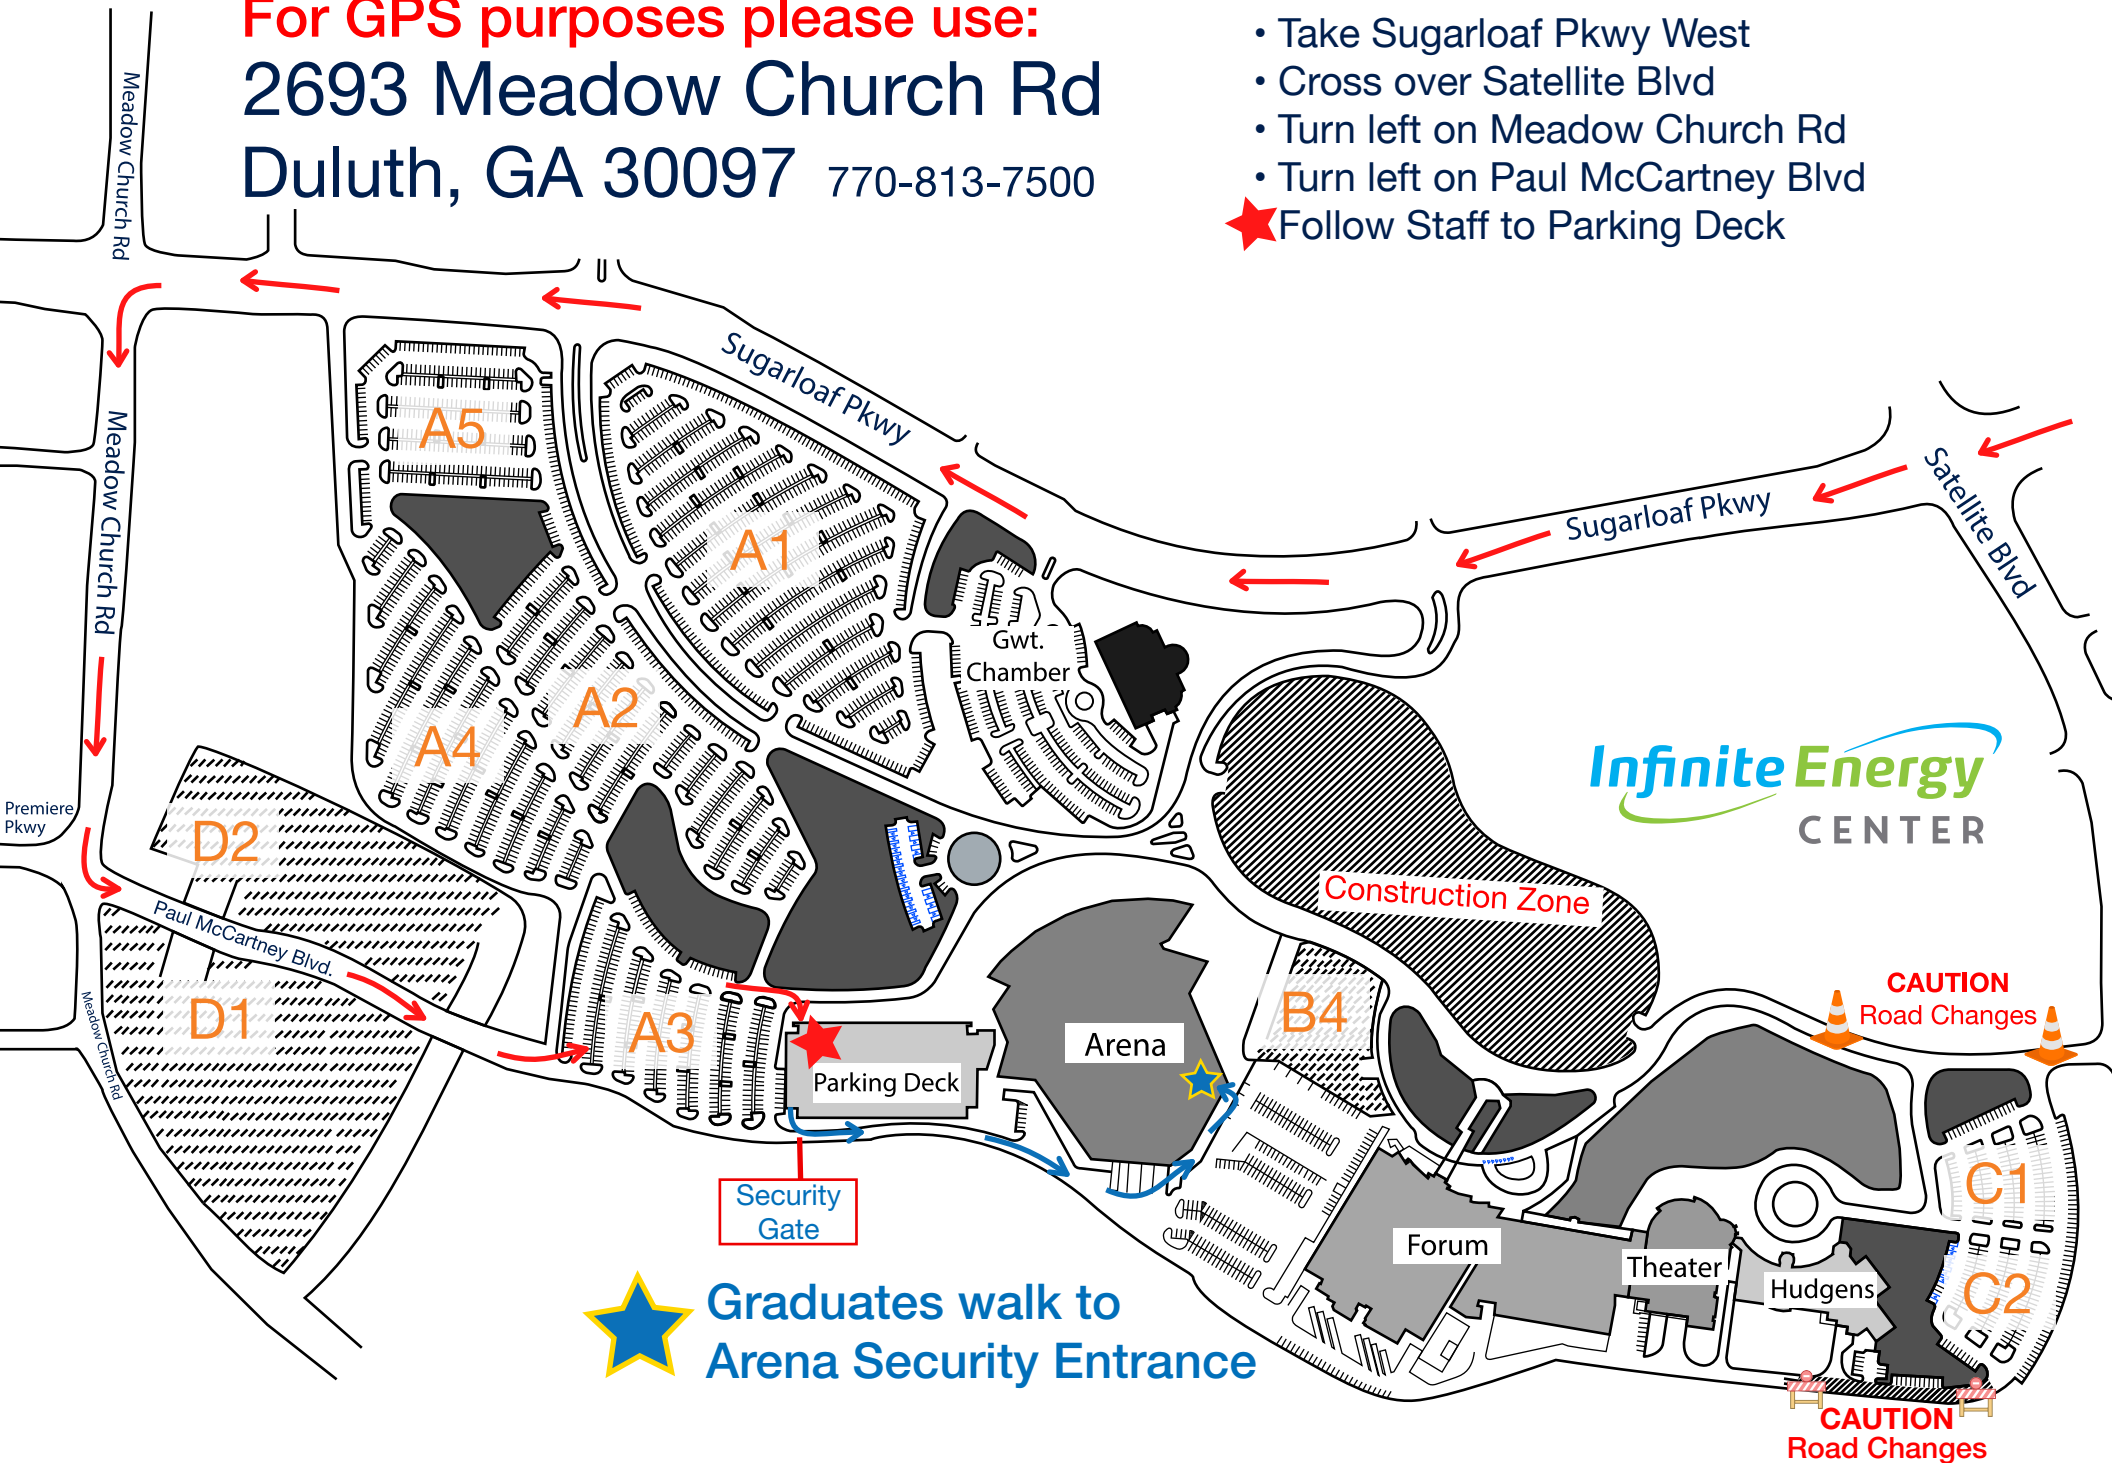 For GPS purposes please use:
2693 Meadow Church Rd
Duluth, GA 30097 770-813-7500
• Take Sugarloaf Pkwy West
• Cross over Satellite Blvd
• Turn left on Meadow Church Rd
• Turn left on Paul McCartney Blvd
Follow Staff to Parking Deck
Meadow Church Rd
Sugarloaf Pkwy
Meadow Church Rd
A5
A1
Sugarloaf Pkwy
Satellite Blvd
Gwt.
Chamber
A2
A4
Infinite Energy
CENTER
Premiere
Pkwy
D2
Construction Zone
Paul McCartney Blvd.
D1
Meadow Church Rd
A3
Arena
B4
CAUTION
Road Changes
Parking Deck
Security
Gate
C1
Forum
Theater
Hudgens
C2
Graduates walk to
Arena Security Entrance
CAUTION
Road Changes